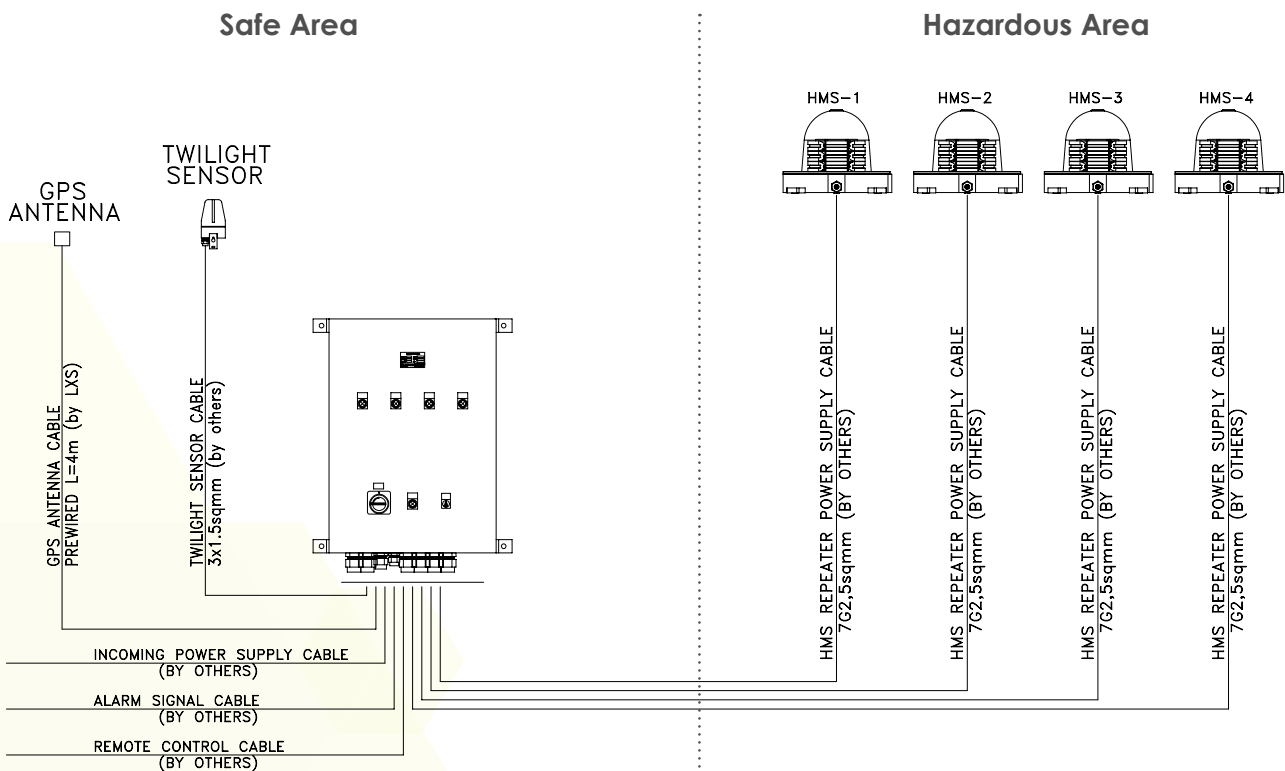 Safe Area
Hazardous Area
HMS-1
HMS-2
HMS-3
HMS-4
TWILIGHT
SENSOR
GPS
ANTENNA
GPS ANTENNA CABLE
PREWIRED L=4m (by LXS)
TWILIGHT SENSOR CABLE
3x1.5sqmm (by others)
HMS REPEATER POWER SUPPLY CABLE
7G2,5sqmm (BY OTHERS)
HMS REPEATER POWER SUPPLY CABLE
7G2,5sqmm (BY OTHERS)
HMS REPEATER POWER SUPPLY CABLE
7G2,5sqmm (BY OTHERS)
HMS REPEATER POWER SUPPLY CABLE
7G2,5sqmm (BY OTHERS)
INCOMING POWER SUPPLY CABLE
(BY OTHERS)
ALARM SIGNAL CABLE
(BY OTHERS)
REMOTE CONTROL CABLE
(BY OTHERS)